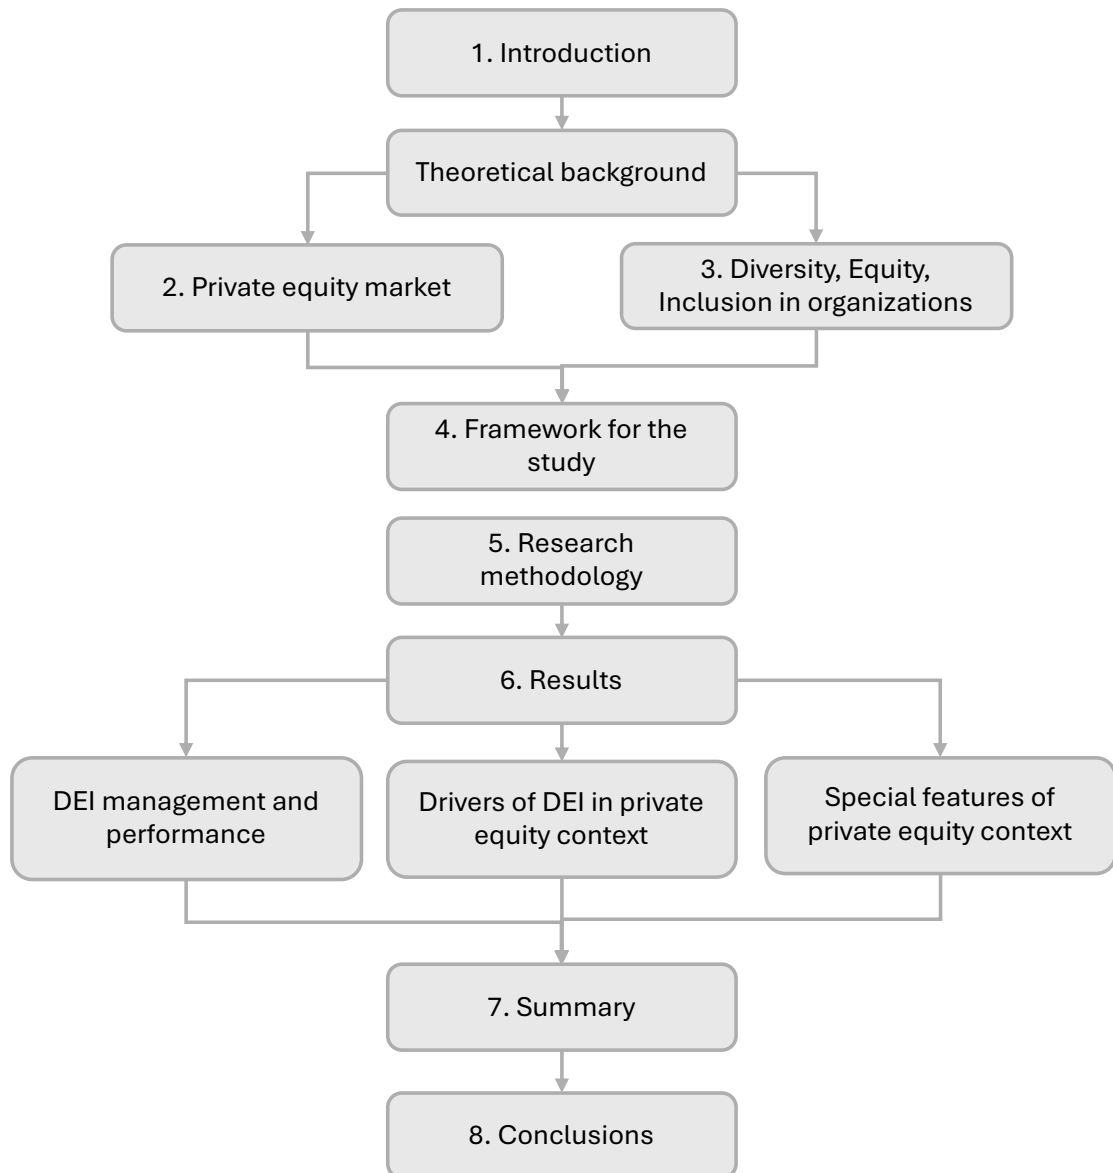 1. Introduction
Theoretical background
2. Private equity market
3. Diversity, Equity,
Inclusion in organizations
4. Framework for the
study
5. Research
methodology
6. Results
DEI management and
performance
Drivers of DEI in private
equity context
Special features of
private equity context
7. Summary
8. Conclusions